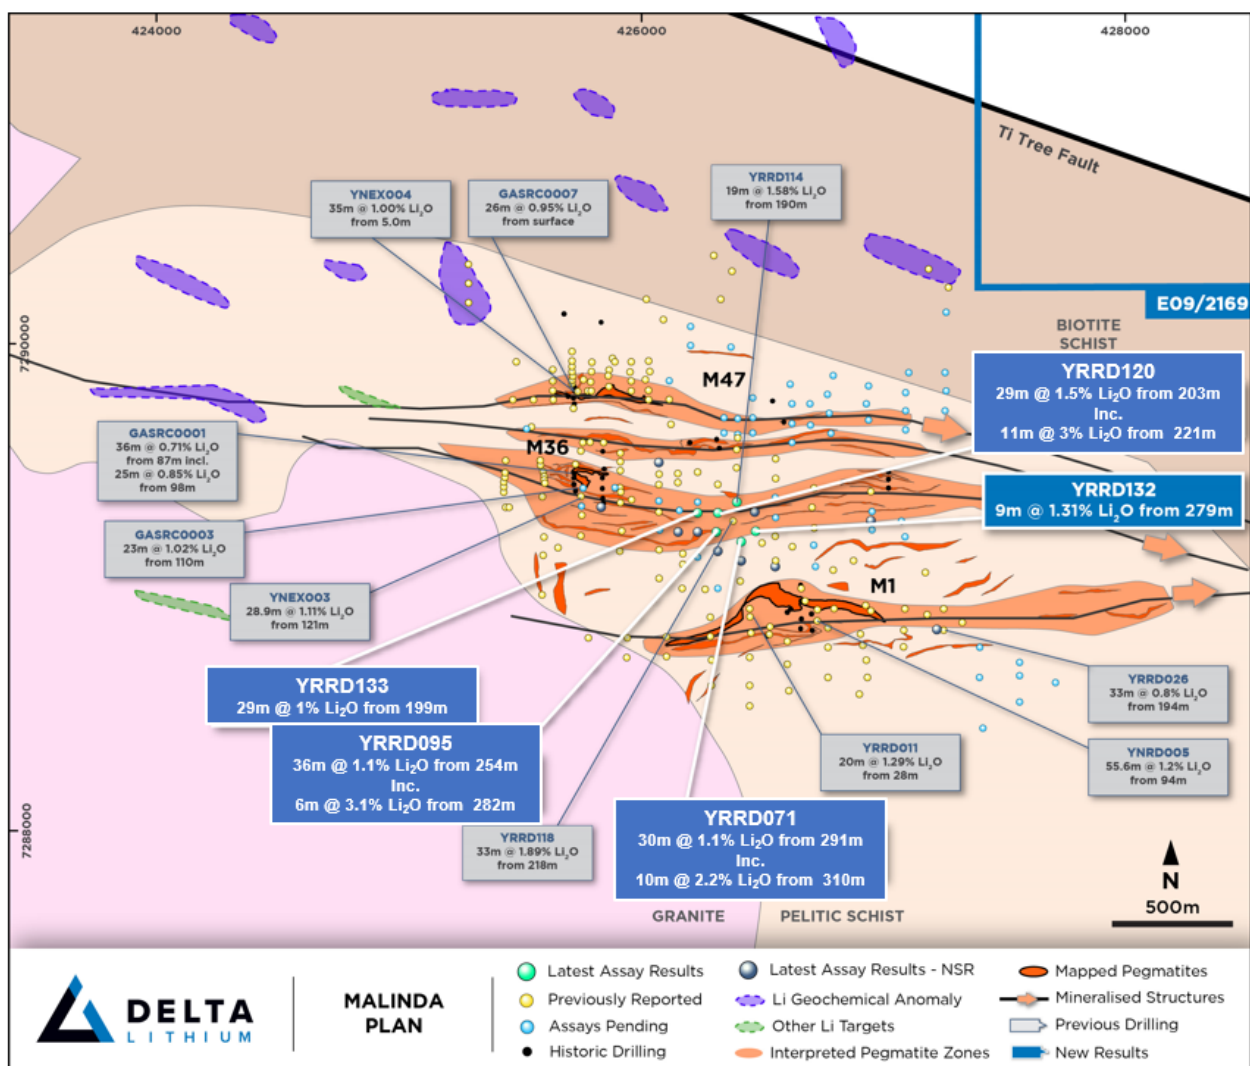 424000
426000
428000
Ti Tree Fault
YRRD114
19m @ 1.58% Li₂O
from 190m
YNEX004
35m @ 1.00% Li₂O
from 5.0m
GASRC0007
26m @ 0.95% Li₂O
from surface
E09/2169
BIOTITE
SCHIST
7290000
M47
YRRD120
29m @ 1.5% Li₂O from 203m
Inc.
11m @ 3% Li₂O from 221m
GASRC0001
36m @ 0.71% Li₂O
from 87m incl.
25m @ 0.85% Li₂O
from 98m
M36
YRRD132
9m @ 1.31% Li₂O from 279m
GASRC0003
23m @ 1.02% Li₂O
from 110m
YNEX003
28.9m @ 1.11% Li₂O
from 121m
M1
YRRD133
29m @ 1% Li₂O from 199m
YRRD026
33m @ 0.8% Li₂O
from 194m
YRRD095
36m @ 1.1% Li₂O from 254m
Inc.
6m @ 3.1% Li₂O from 282m
YRRD011
20m @ 1.29% Li₂O
from 28m
YNRD005
55.6m @ 1.2% Li₂O
from 94m
7288000
YRRD118
33m @ 1.89% Li₂O
from 218m
YRRD071
30m @ 1.1% Li₂O from 291m
Inc.
10m @ 2.2% Li₂O from 310m
N
500m
GRANITE
PELITIC SCHIST
DELTA
LITHIUM
MALINDA
PLAN
Latest Assay Results
Previously Reported
Assays Pending
Historic Drilling
Latest Assay Results - NSR
Li Geochemical Anomaly
Other Li Targets
Interpreted Pegmatite Zones
Mapped Pegmatites
Mineralised Structures
Previous Drilling
New Results